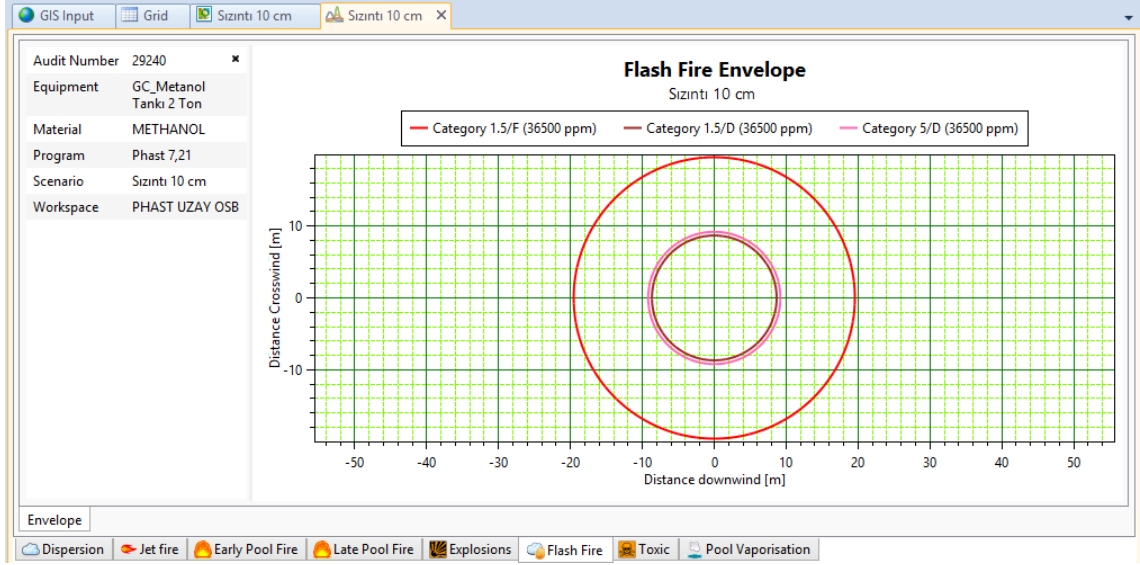 GIS Input
Grid
Sızıntı 10 cm
Sızıntı 10 cm
Audit Number 29240
Equipment GC_Metanol
Tankı 2 Ton
Material METHANOL
Program Phast 7,21
Scenario Sızıntı 10 cm
Workspace PHAST UZAY OSB
Flash Fire Envelope
Sızıntı 10 cm
Category 1.5/F (36500 ppm)
Category 1.5/D (36500 ppm)
Category 5/D (36500 ppm)
Distance Crosswind [m]
10
0
-10
-50 -40 -30 -20 -10 0 10 20 30 40 50
Distance downwind [m]
Envelope
Dispersion
Jet fire
Early Pool Fire
Late Pool Fire
Explosions
Flash Fire
Toxic
Pool Vaporisation